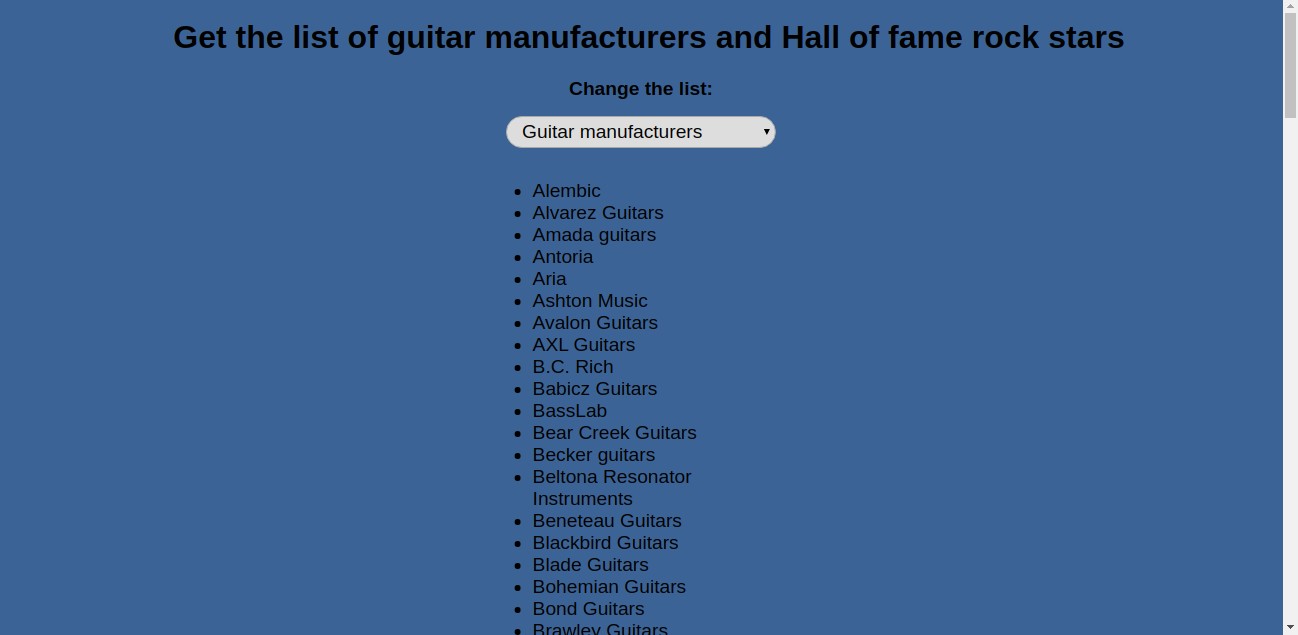 Get the list of guitar manufacturers and Hall of fame rock stars
Change the list:
Guitar manufacturers
Alembic
Alvarez Guitars
Amada guitars
Antoria
Aria
Ashton Music
Avalon Guitars
AXL Guitars
B.C. Rich
Babicz Guitars
BassLab
Bear Creek Guitars
Becker guitars
Beltona Resonator
Instruments
Beneteau Guitars
Blackbird Guitars
Blade Guitars
Bohemian Guitars
Bond Guitars
Brawley Guitars